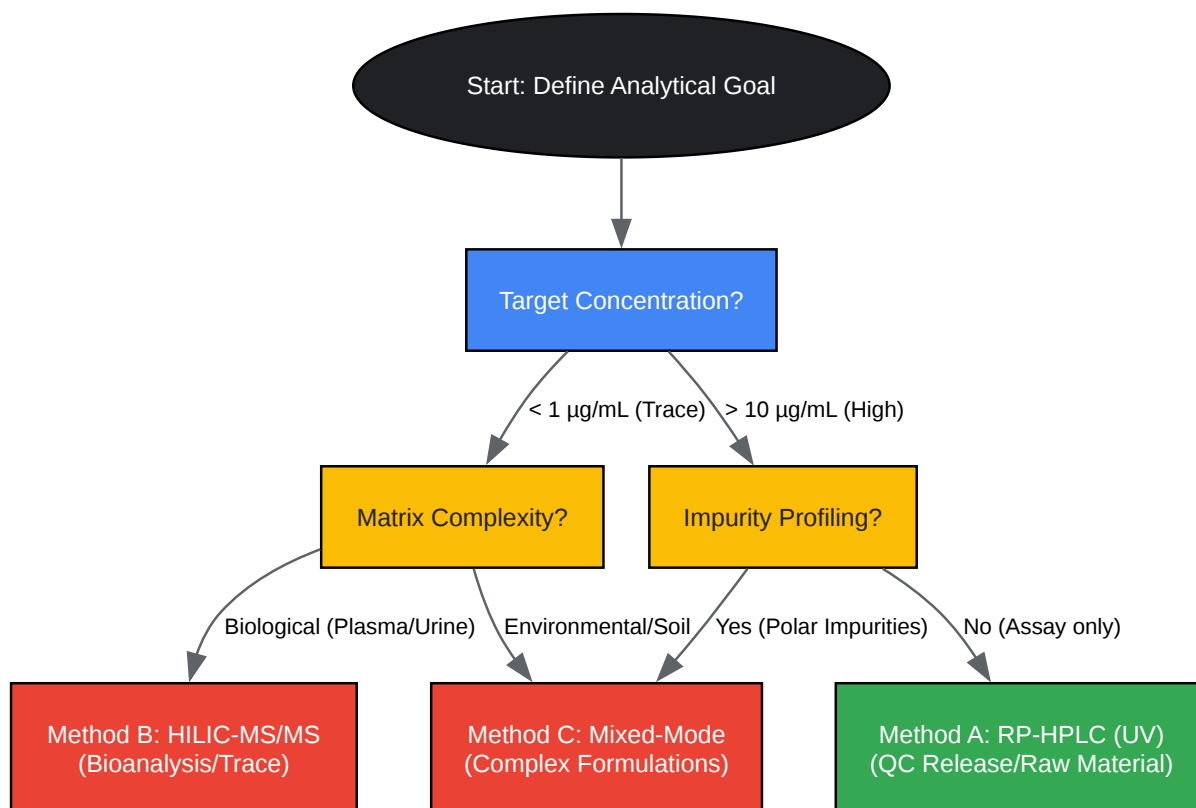 Start: Define Analytical Goal
Target Concentration?
< 1 µg/mL (Trace)
> 10 µg/mL (High)
Matrix Complexity?
Impurity Profiling?
Biological (Plasma/Urine)
Environmental/Soil
Yes (Polar Impurities)
No (Assay only)
Method B: HILIC-MS/MS
(Bioanalysis/Trace)
Method C: Mixed-Mode
(Complex Formulations)
Method A: RP-HPLC (UV)
(QC Release/Raw Material)